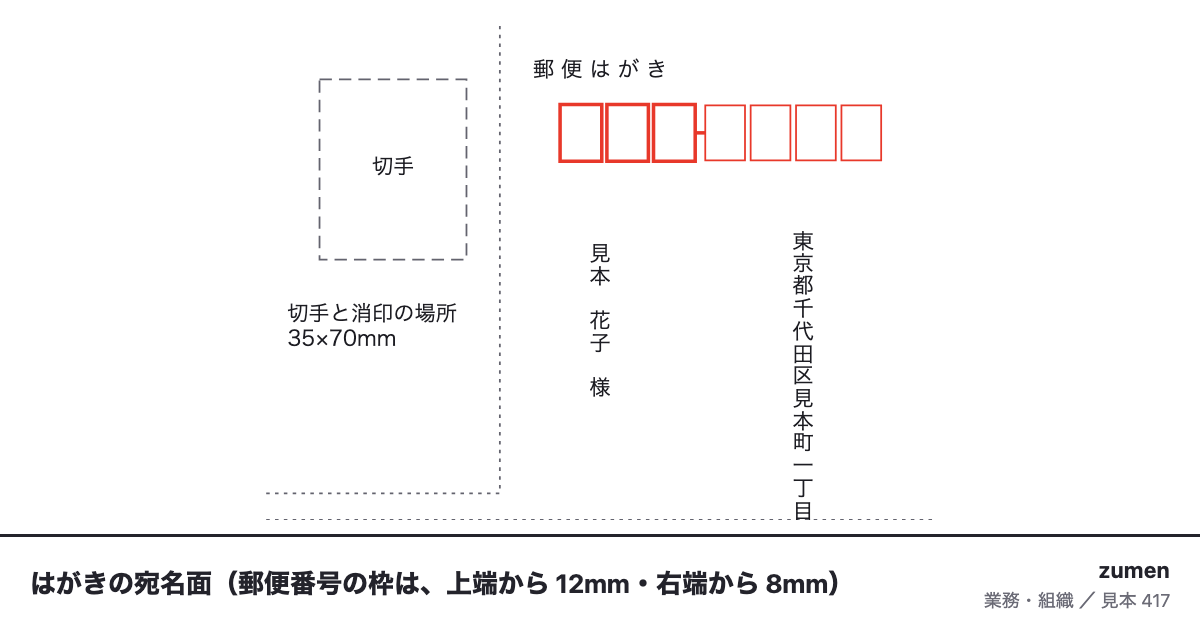 郵便はがき
切手
切手と消印の場所
35×70mm
東京都千代田区見本町一丁目
見本　花子　様
はがきの宛名面（郵便番号の枠は、上端から 12mm・右端から 8mm）
zumen
業務・組織 ／ 見本 417